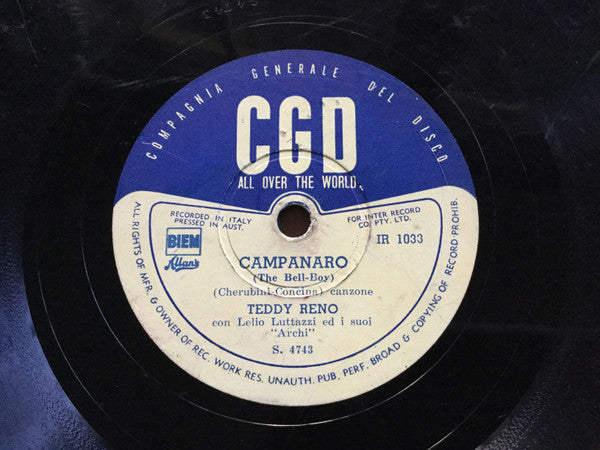 COMPAGNIA GENERALE DEL DISCO
CGD
ALL OVER THE WORLD
RECORDED IN ITALY
PRESSED IN AUST.
FOR INTER RECORD
CO. PTY. LTD.
BIEM
Allans
IR 1033
CAMPANARO
(The Bell-Boy)
(Cherubini-Concina) canzone
TEDDY RENO
con Lelio Luttazzi ed i suoi
"Archi"
S. 4743
ALL RIGHTS OF MFR. & OWNER OF REC. WORK RES. UNAUTH. PUB. PERF. BROAD & COPYING OF RECORD PROHIB.